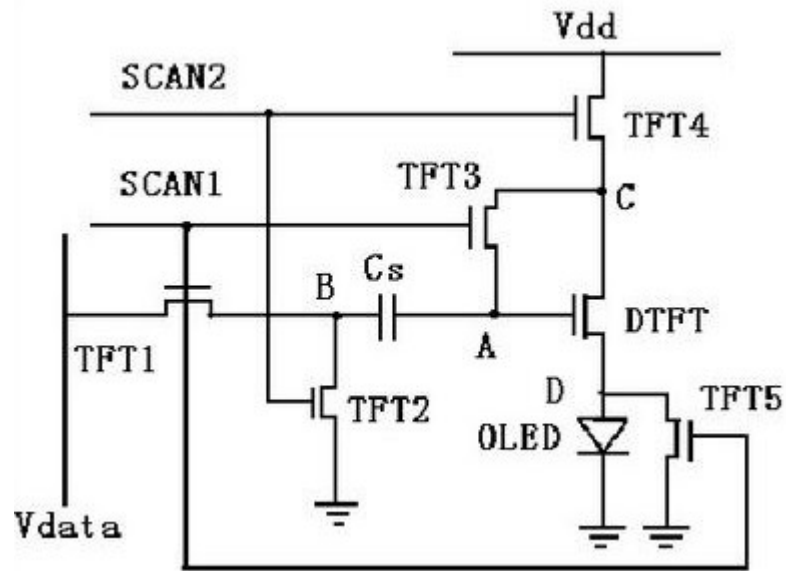 Vdd
SCAN2
TFT4
SCAN1
TFT3
C
Cs
B
DTFT
A
TFT1
D
TFT5
TFT2
OLED
Vdata